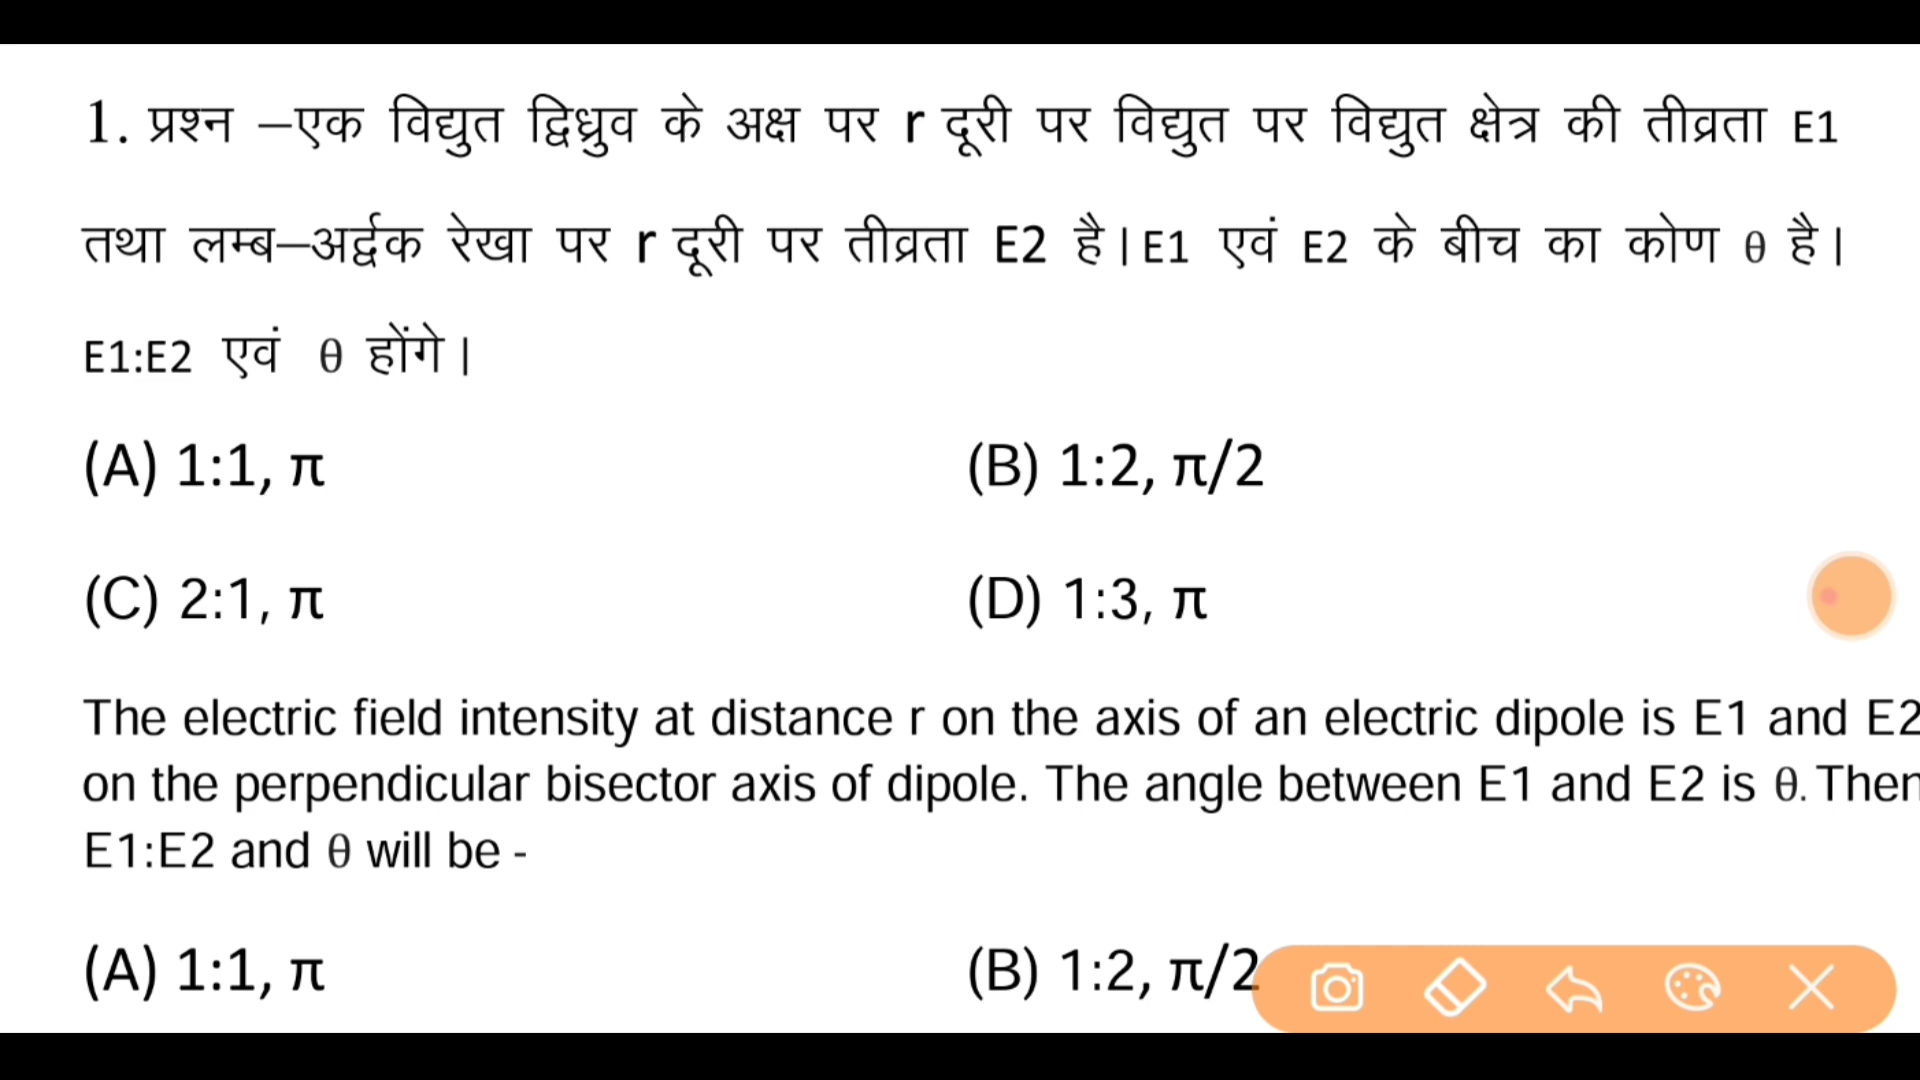 1. प्रश्न –एक विद्युत द्विध्रुव के अक्ष पर r दूरी पर विद्युत पर विद्युत क्षेत्र की तीव्रता E1
तथा लम्ब–अर्द्वक रेखा पर r दूरी पर तीव्रता E2 है। E1 एवं E2 के बीच का कोण θ है।
E1:E2 एवं θ होंगे।
(A) 1:1, π (B) 1:2, π/2
(C) 2:1, π (D) 1:3, π
The electric field intensity at distance r on the axis of an electric dipole is E1 and E2
on the perpendicular bisector axis of dipole. The angle between E1 and E2 is θ. Then
E1:E2 and θ will be -
(A) 1:1, π (B) 1:2, π/2